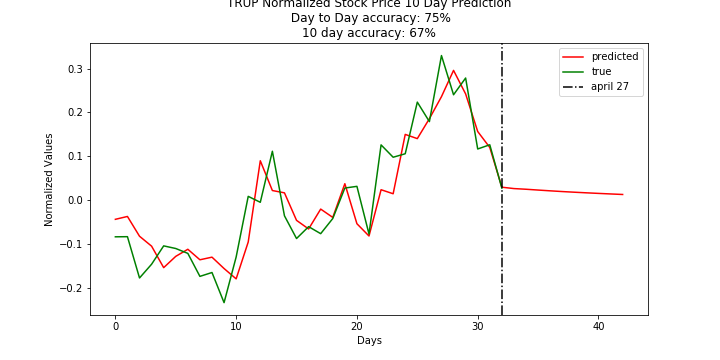 TRUP Normalized Stock Price 10 Day Prediction
Day to Day accuracy: 75%
10 day accuracy: 67%
predicted
true
april 27
0.3
0.2
0.1
0.0
−0.1
−0.2
Normalized Values
0 10 20 30 40
Days